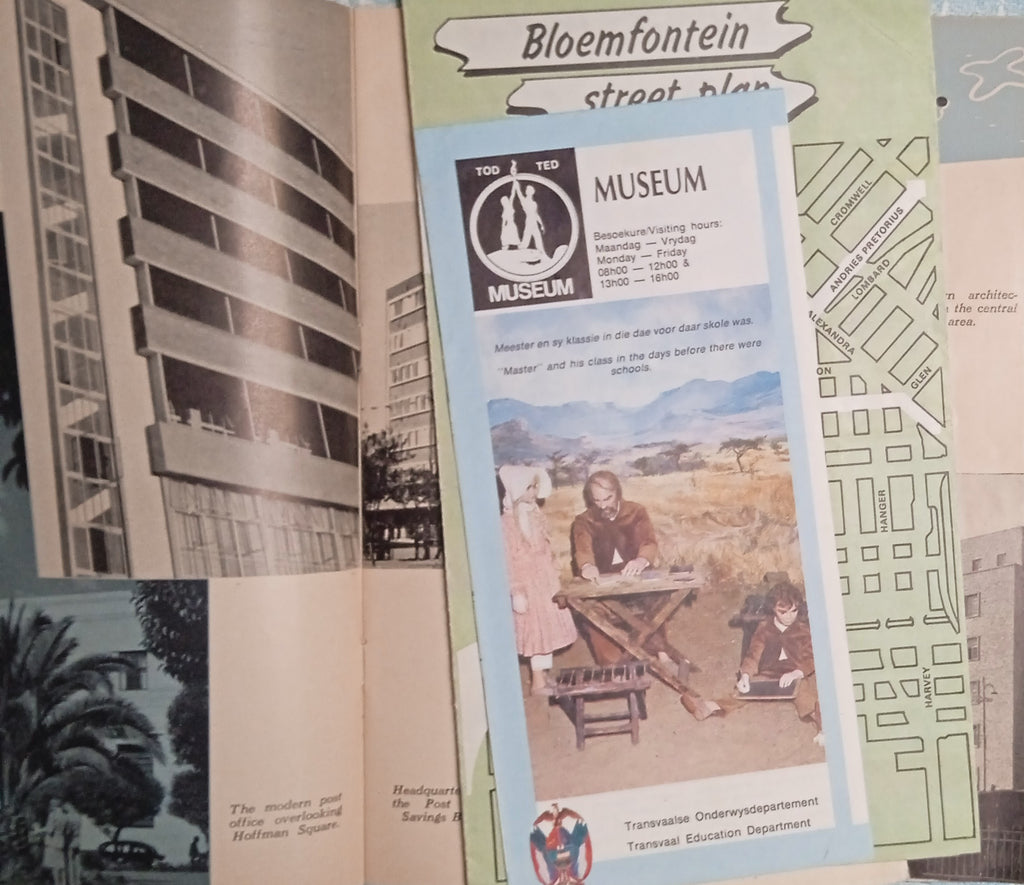 Bloemfontein
street plan
TOD TED
MUSEUM
MUSEUM
Besoekure/Visiting hours:
Maandag — Vrydag
Monday — Friday
08h00 — 12h00 &
13h00 — 16h00
Meester en sy klassie in die dae voor daar skole was.
"Master" and his class in the days before there were
schools.
Transvaalse Onderwysdepartement
Transvaal Education Department
CROMWELL
ANDRIES PRETORIUS
LOMBARD
ALEXANDRA
ON
GLEN
HANGER
HARVEY
n architec-
the central
area.
The modern post
office overlooking
Hoffman Square.
Headquarte
the Post
Savings B